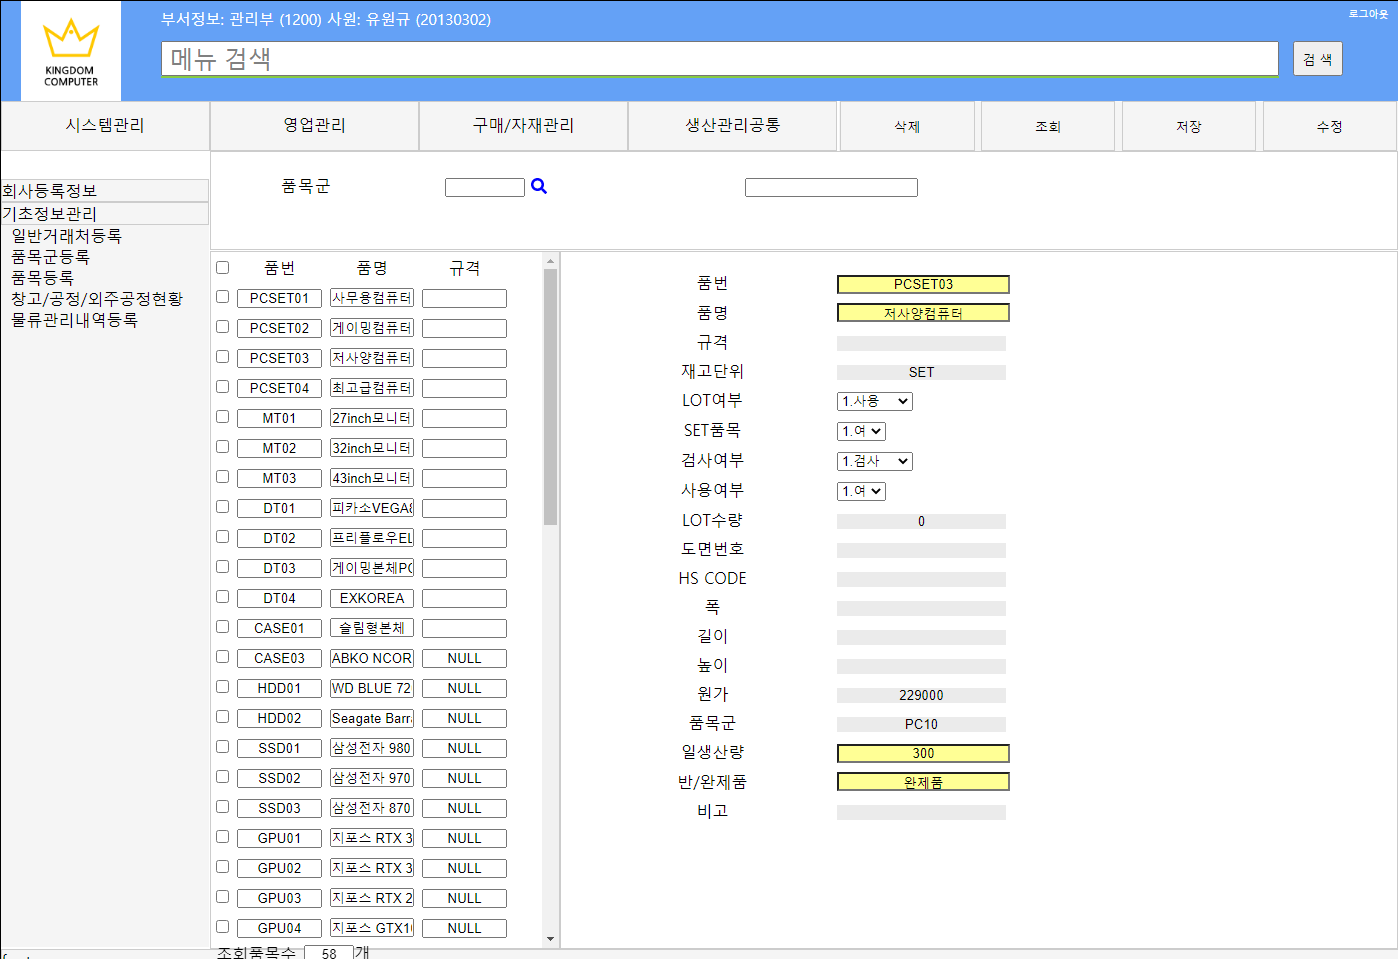 부서정보: 관리부 (1200) 사원: 유원규 (20130302)
로그아웃
KINGDOM
COMPUTER
메뉴 검색
검 색
시스템관리 영업관리 구매/자재관리 생산관리공통 삭제 조회 저장 수정
회사등록정보
기초정보관리
일반거래처등록
품목군등록
품목등록
창고/공정/외주공정현황
물류관리내역등록
품목군
품번 품명 규격
PCSET01 사무용컴퓨터
PCSET02 게이밍컴퓨터
PCSET03 저사양컴퓨터
PCSET04 최고급컴퓨터
MT01 27inch모니터
MT02 32inch모니터
MT03 43inch모니터
DT01 피카소VEGA8
DT02 프리플로우EL
DT03 게이밍본체PC
DT04 EXKOREA
CASE01 슬림형본체
CASE03 ABKO NCOR NULL
HDD01 WD BLUE 72 NULL
HDD02 Seagate Barr NULL
SSD01 삼성전자 980 NULL
SSD02 삼성전자 970 NULL
SSD03 삼성전자 870 NULL
GPU01 지포스 RTX 3 NULL
GPU02 지포스 RTX 3 NULL
GPU03 지포스 RTX 2 NULL
GPU04 지포스 GTX1 NULL
조회품목수 58 개
품번 PCSET03
품명 저사양컴퓨터
규격
재고단위 SET
LOT여부 1.사용
SET품목 1.여
검사여부 1.검사
사용여부 1.여
LOT수량 0
도면번호
HS CODE
폭
길이
높이
원가 229000
품목군 PC10
일생산량 300
반/완제품 완제품
비고